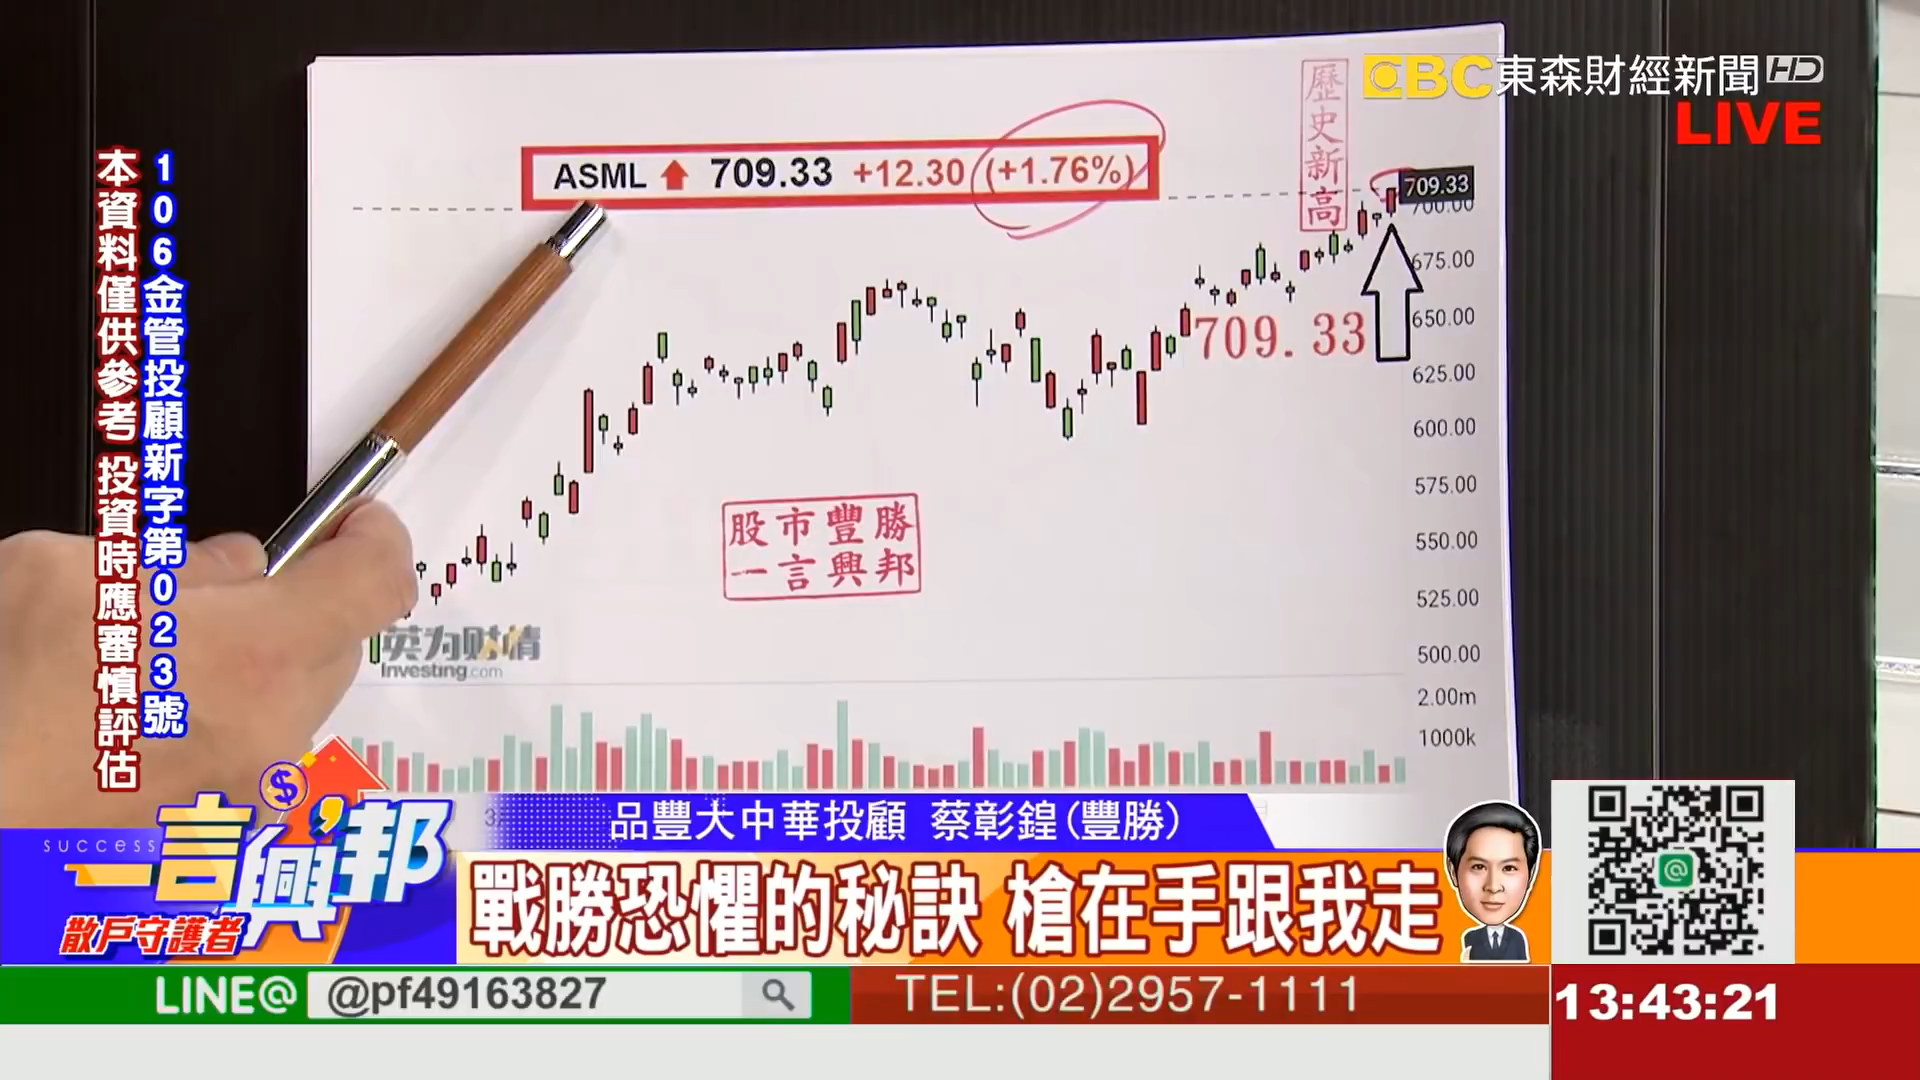 EBC東森財經新聞HD
LIVE
106金管投顧新字第023號
本資料僅供參考 投資時應審慎評估
ASML 709.33 +12.30 (+1.76%)
歷史新高
709.33
700.00
675.00
650.00
709.33
625.00
600.00
575.00
550.00
525.00
500.00
2.00m
1000k
股市豐勝
一言興邦
英为财情
Investing.com
3
success
一言興邦
散戶守護者
品豐大中華投顧 蔡彰鍠(豐勝)
戰勝恐懼的秘訣 槍在手跟我走
LINE@ @pf49163827
TEL:(02)2957-1111
13:43:21